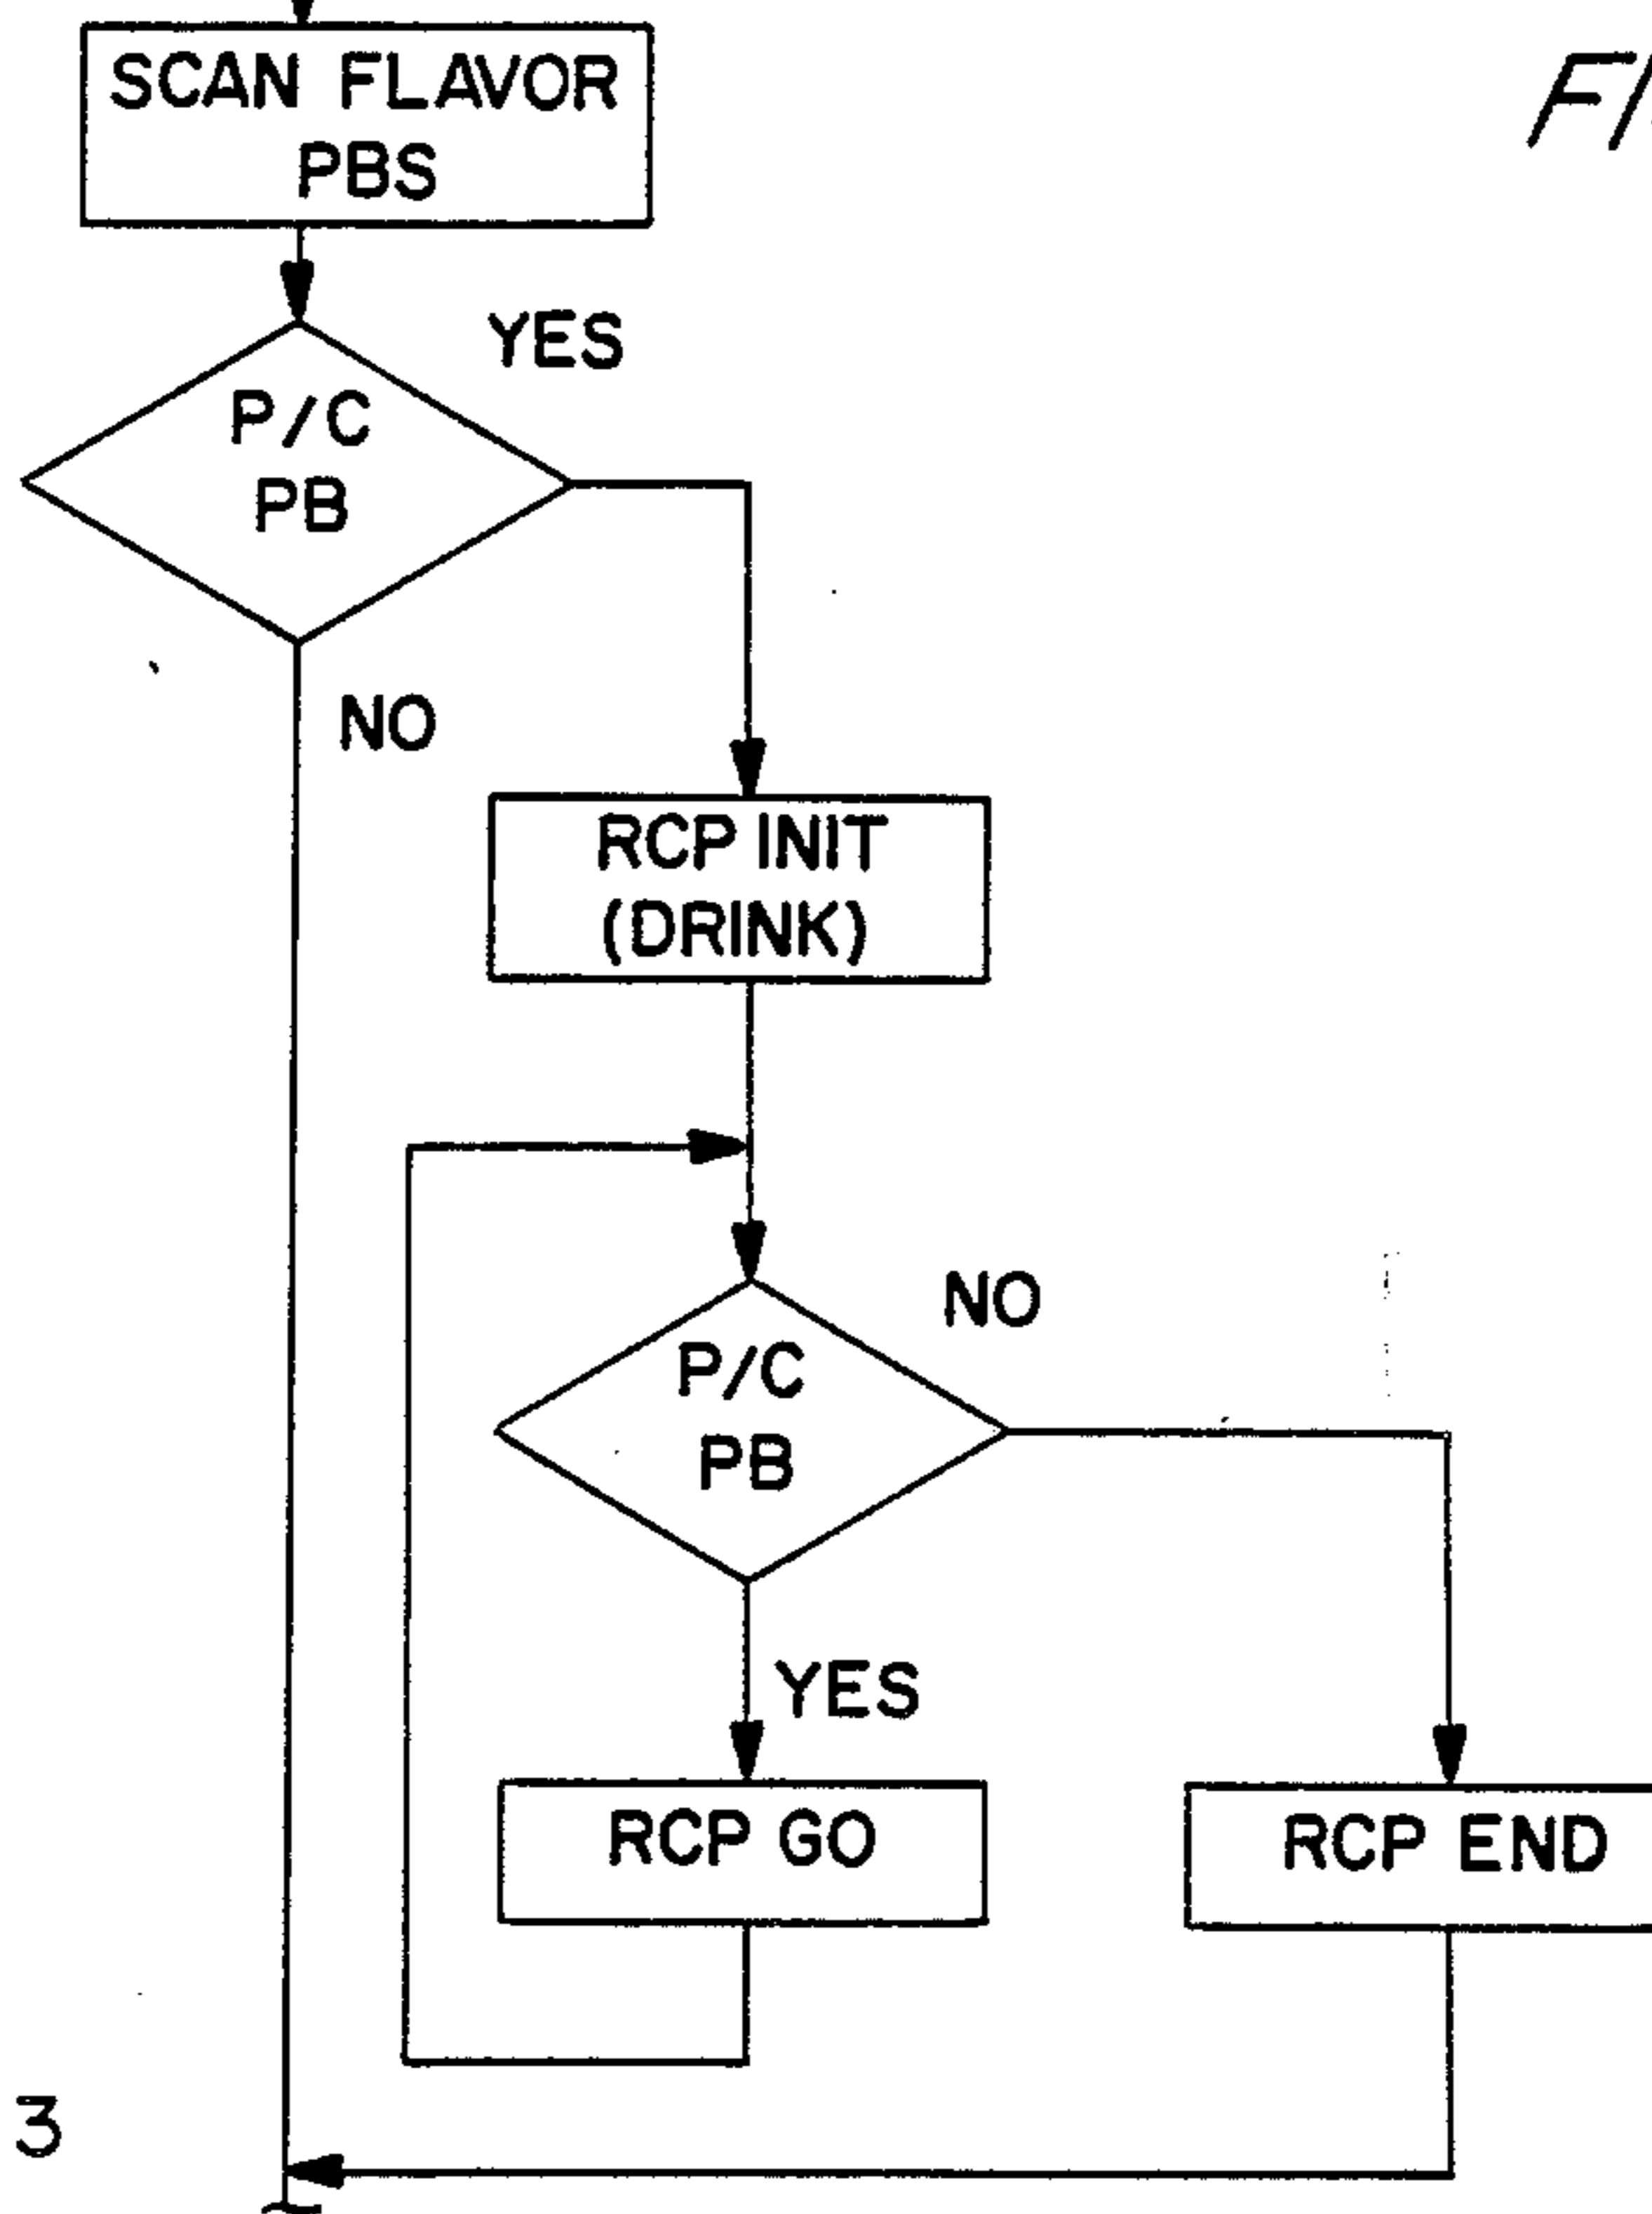 SCAN FLAVOR
PBS
YES
P/C
PB
NO
RCP INIT
(DRINK)
NO
P/C
PB
YES
RCP GO
RCP END
3